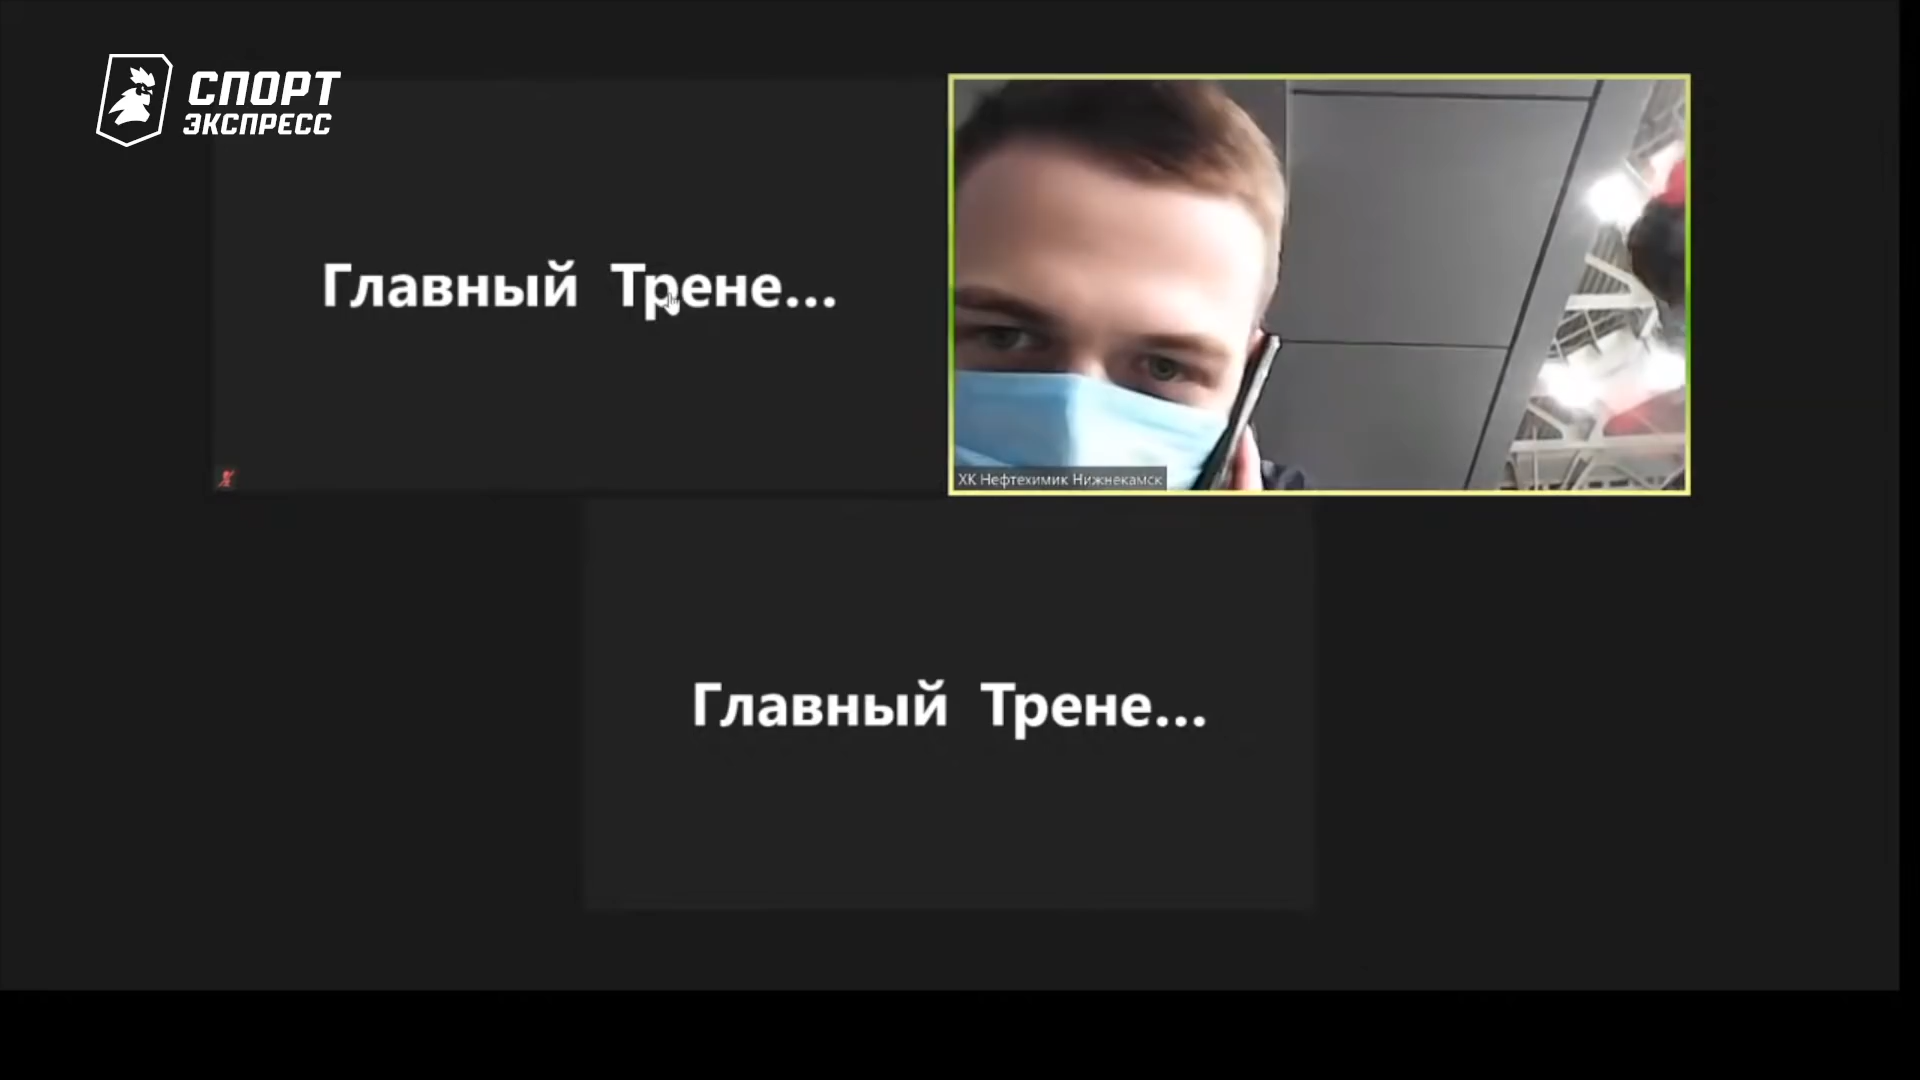 СПОРТ
ЭКСПРЕСС
Главный Трене...
ХК Нефтехимик Нижнекамск
Главный Трене...